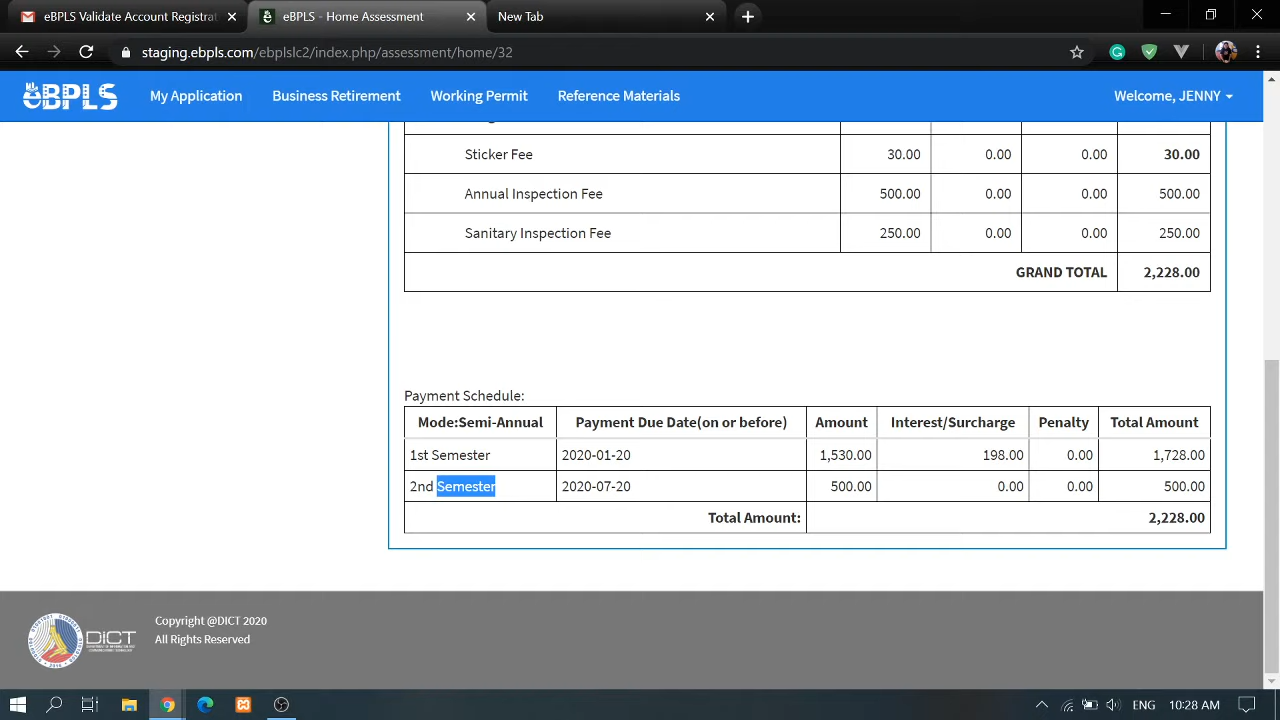 eBPLS Validate Account Registrat
eBPLS - Home Assessment
New Tab
staging.ebpls.com/ebplslc2/index.php/assessment/home/32
eBPLS My Application Business Retirement Working Permit Reference Materials Welcome, JENNY
Sticker Fee 30.00 0.00 0.00 30.00
Annual Inspection Fee 500.00 0.00 0.00 500.00
Sanitary Inspection Fee 250.00 0.00 0.00 250.00
GRAND TOTAL 2,228.00
Payment Schedule:
Mode:Semi-Annual Payment Due Date(on or before) Amount Interest/Surcharge Penalty Total Amount
1st Semester 2020-01-20 1,530.00 198.00 0.00 1,728.00
2nd Semester 2020-07-20 500.00 0.00 0.00 500.00
Total Amount: 2,228.00
DICT
Copyright @DICT 2020
All Rights Reserved
ENG 10:28 AM